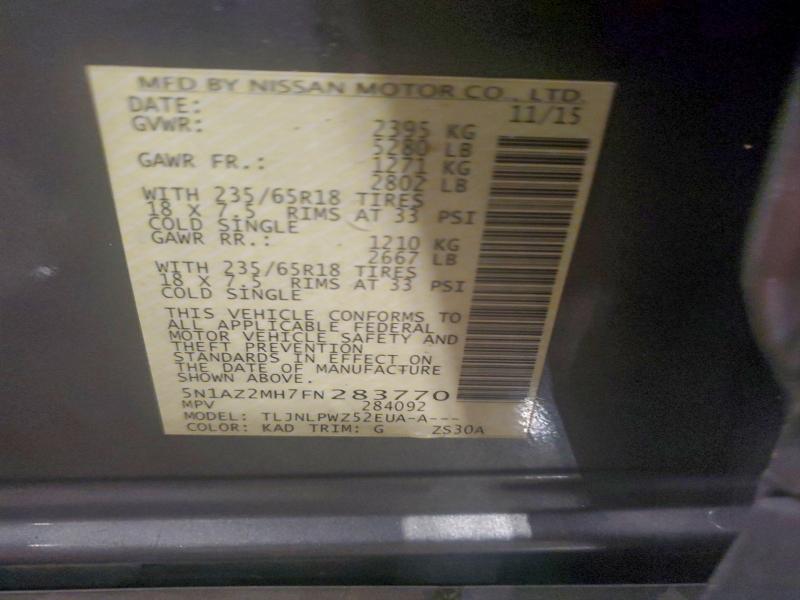 MFD BY NISSAN MOTOR CO., LTD.
DATE: 11/15
GVWR: 2395 KG
5280 LB
GAWR FR.: 1271 KG
2802 LB
WITH 235/65R18 TIRES
18 X 7.5 RIMS AT 33 PSI
COLD SINGLE
GAWR RR.: 1210 KG
2667 LB
WITH 235/65R18 TIRES
18 X 7.5 RIMS AT 33 PSI
COLD SINGLE
THIS VEHICLE CONFORMS TO
ALL APPLICABLE FEDERAL
MOTOR VEHICLE SAFETY AND
THEFT PREVENTION
STANDARDS IN EFFECT ON
THE DATE OF MANUFACTURE
SHOWN ABOVE.
5N1AZ2MH7FN283770
MPV 284092
MODEL: TLJNLPWZ52EUA-A---
COLOR: KAD TRIM: G ZS30A